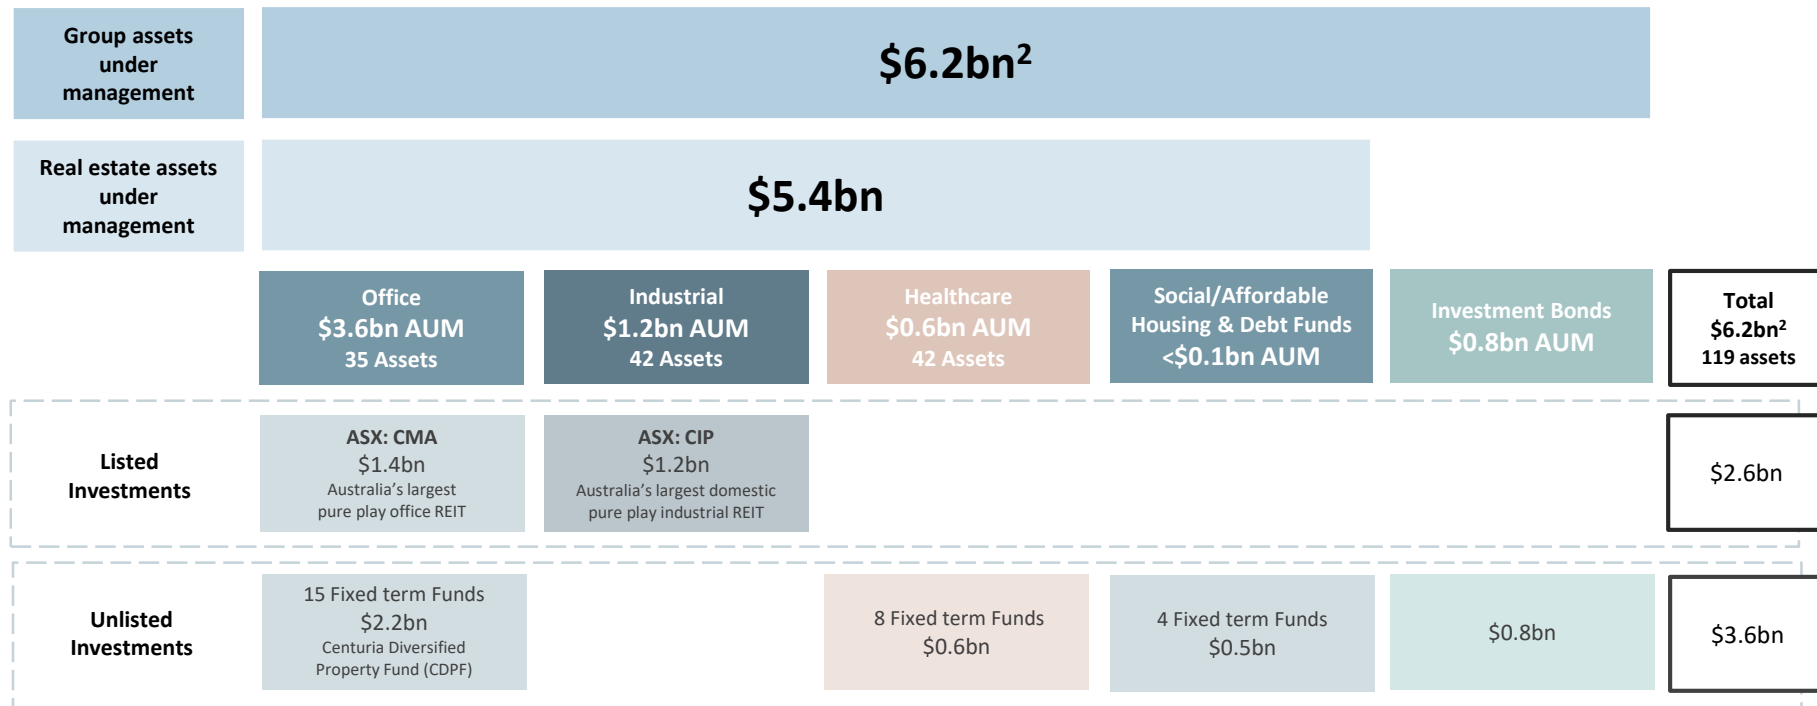 Group assets
under
management
$6.2bn²
Real estate assets
under
management
$5.4bn
Office
$3.6bn AUM
35 Assets
Industrial
$1.2bn AUM
42 Assets
Healthcare
$0.6bn AUM
42 Assets
Social/Affordable
Housing & Debt Funds
<$0.1bn AUM
Investment Bonds
$0.8bn AUM
Total
$6.2bn²
119 assets
Listed
Investments
ASX: CMA
$1.4bn
Australia’s largest
pure play office REIT
ASX: CIP
$1.2bn
Australia’s largest domestic
pure play industrial REIT
$2.6bn
Unlisted
Investments
15 Fixed term Funds
$2.2bn
Centuria Diversified
Property Fund (CDPF)
8 Fixed term Funds
$0.6bn
4 Fixed term Funds
$0.5bn
$0.8bn
$3.6bn